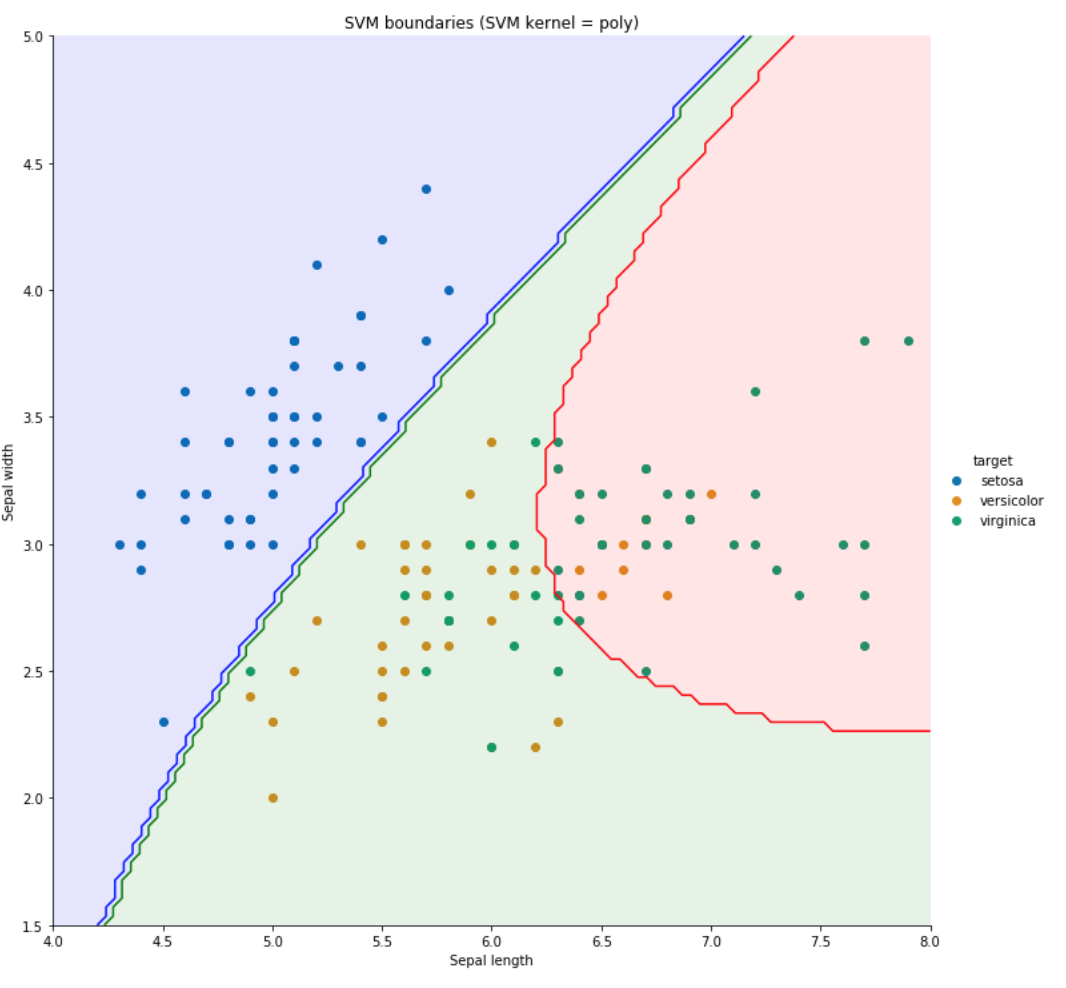 SVM boundaries (SVM kernel = poly)
5.0
4.5
4.0
3.5
3.0
2.5
2.0
1.5
Sepal width
4.0 4.5 5.0 5.5 6.0 6.5 7.0 7.5 8.0
Sepal length
target
setosa
versicolor
virginica